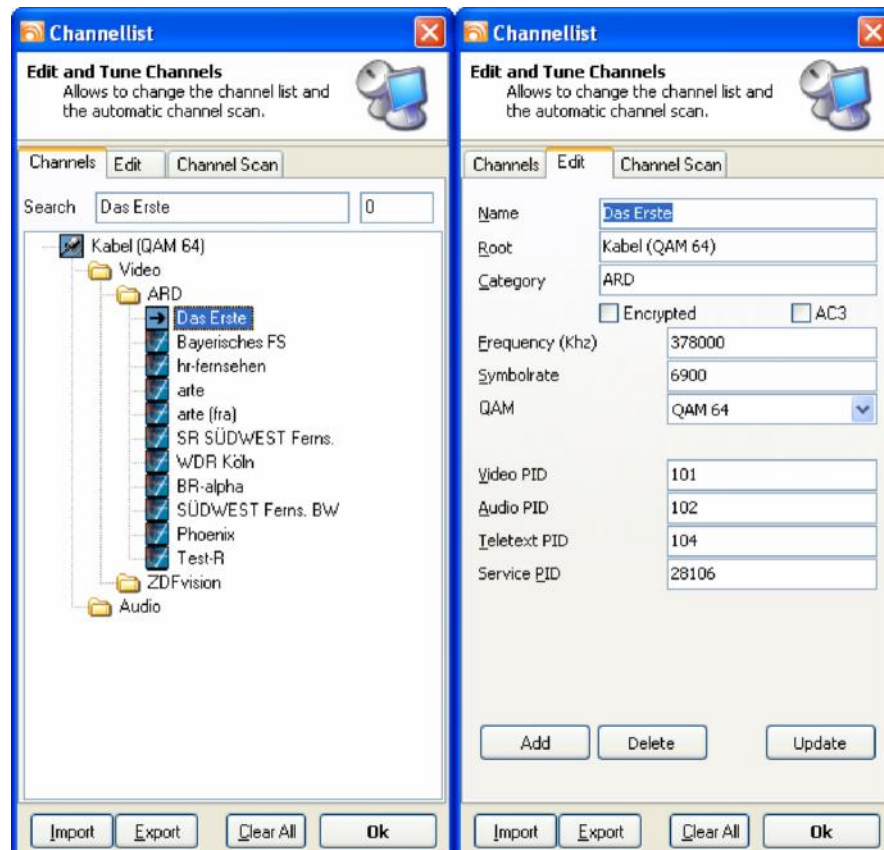 Channellist
Edit and Tune Channels
Allows to change the channel list and
the automatic channel scan.
Channels Edit Channel Scan
Search Das Erste 0
Kabel (QAM 64)
Video
ARD
Das Erste
Bayerisches FS
hr-fernsehen
arte
arte (fra)
SR SÜDWEST Ferns.
WDR Köln
BR-alpha
SÜDWEST Ferns. BW
Phoenix
Test-R
ZDFvision
Audio
Import Export Clear All Ok
Channellist
Edit and Tune Channels
Allows to change the channel list and
the automatic channel scan.
Channels Edit Channel Scan
Name Das Erste
Root Kabel (QAM 64)
Category ARD
Encrypted AC3
Frequency (Khz) 378000
Symbolrate 6900
QAM QAM 64
Video PID 101
Audio PID 102
Teletext PID 104
Service PID 28106
Add Delete Update
Import Export Clear All Ok